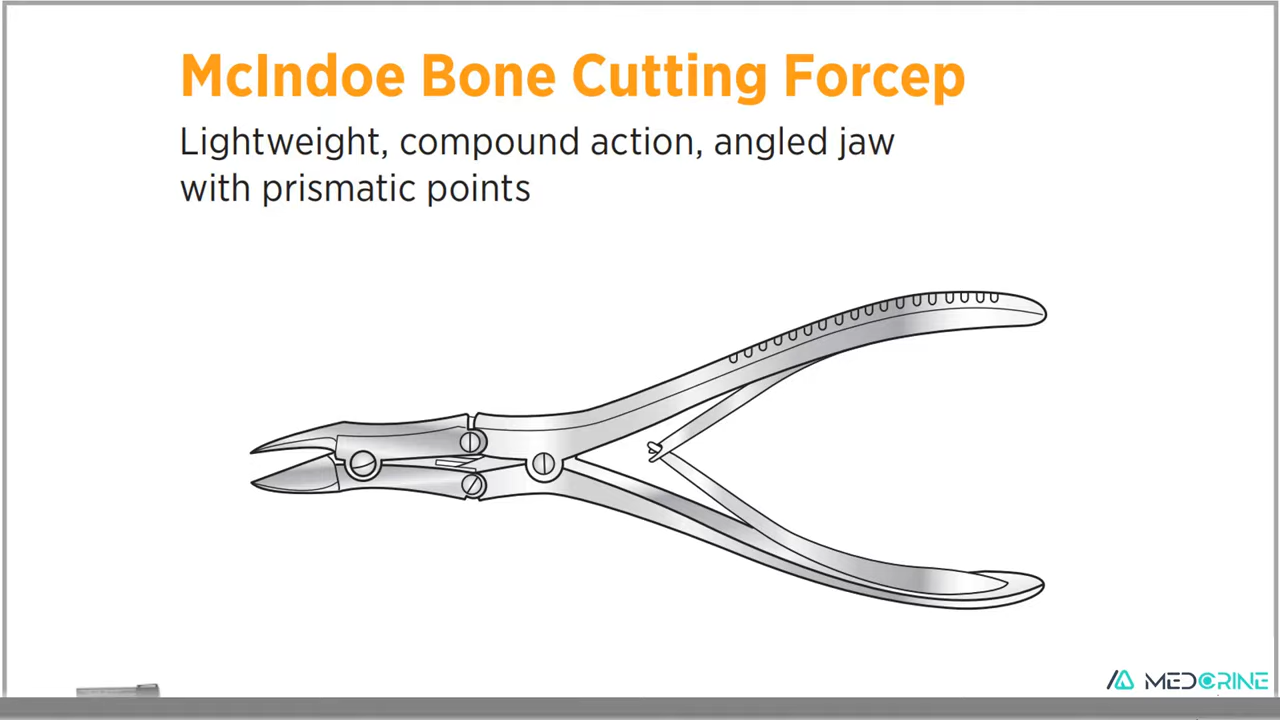 McIndoe Bone Cutting Forcep
Lightweight, compound action, angled jaw
with prismatic points
MEDCRINE